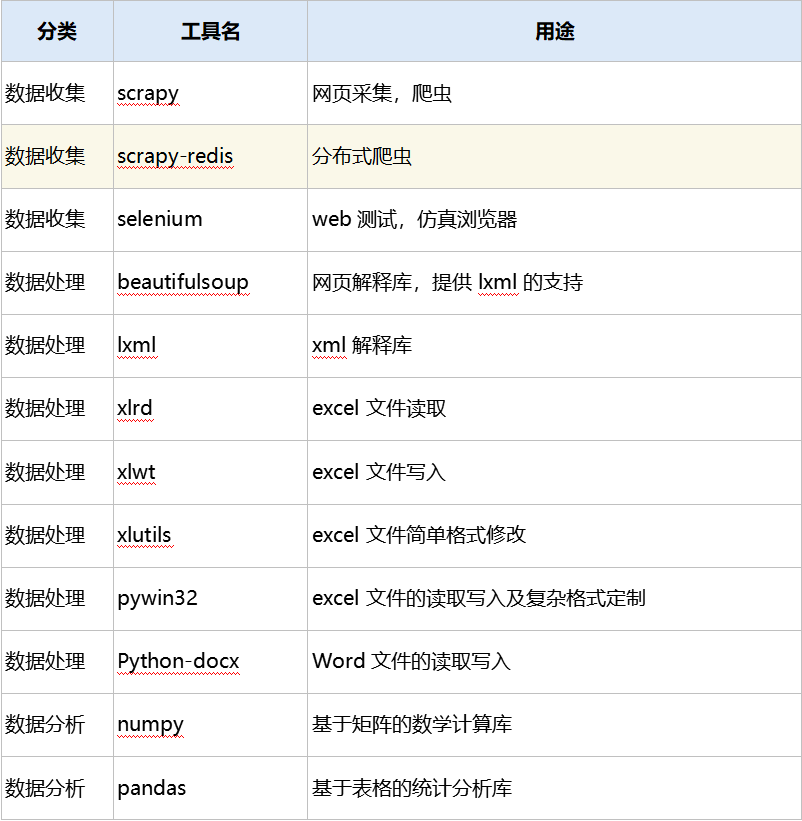 分类 工具名 用途
数据收集 scrapy 网页采集，爬虫
数据收集 scrapy-redis 分布式爬虫
数据收集 selenium web 测试，仿真浏览器
数据处理 beautifulsoup 网页解释库，提供 lxml 的支持
数据处理 lxml xml 解释库
数据处理 xlrd excel 文件读取
数据处理 xlwt excel 文件写入
数据处理 xlutils excel 文件简单格式修改
数据处理 pywin32 excel 文件的读取写入及复杂格式定制
数据处理 Python-docx Word 文件的读取写入
数据分析 numpy 基于矩阵的数学计算库
数据分析 pandas 基于表格的统计分析库